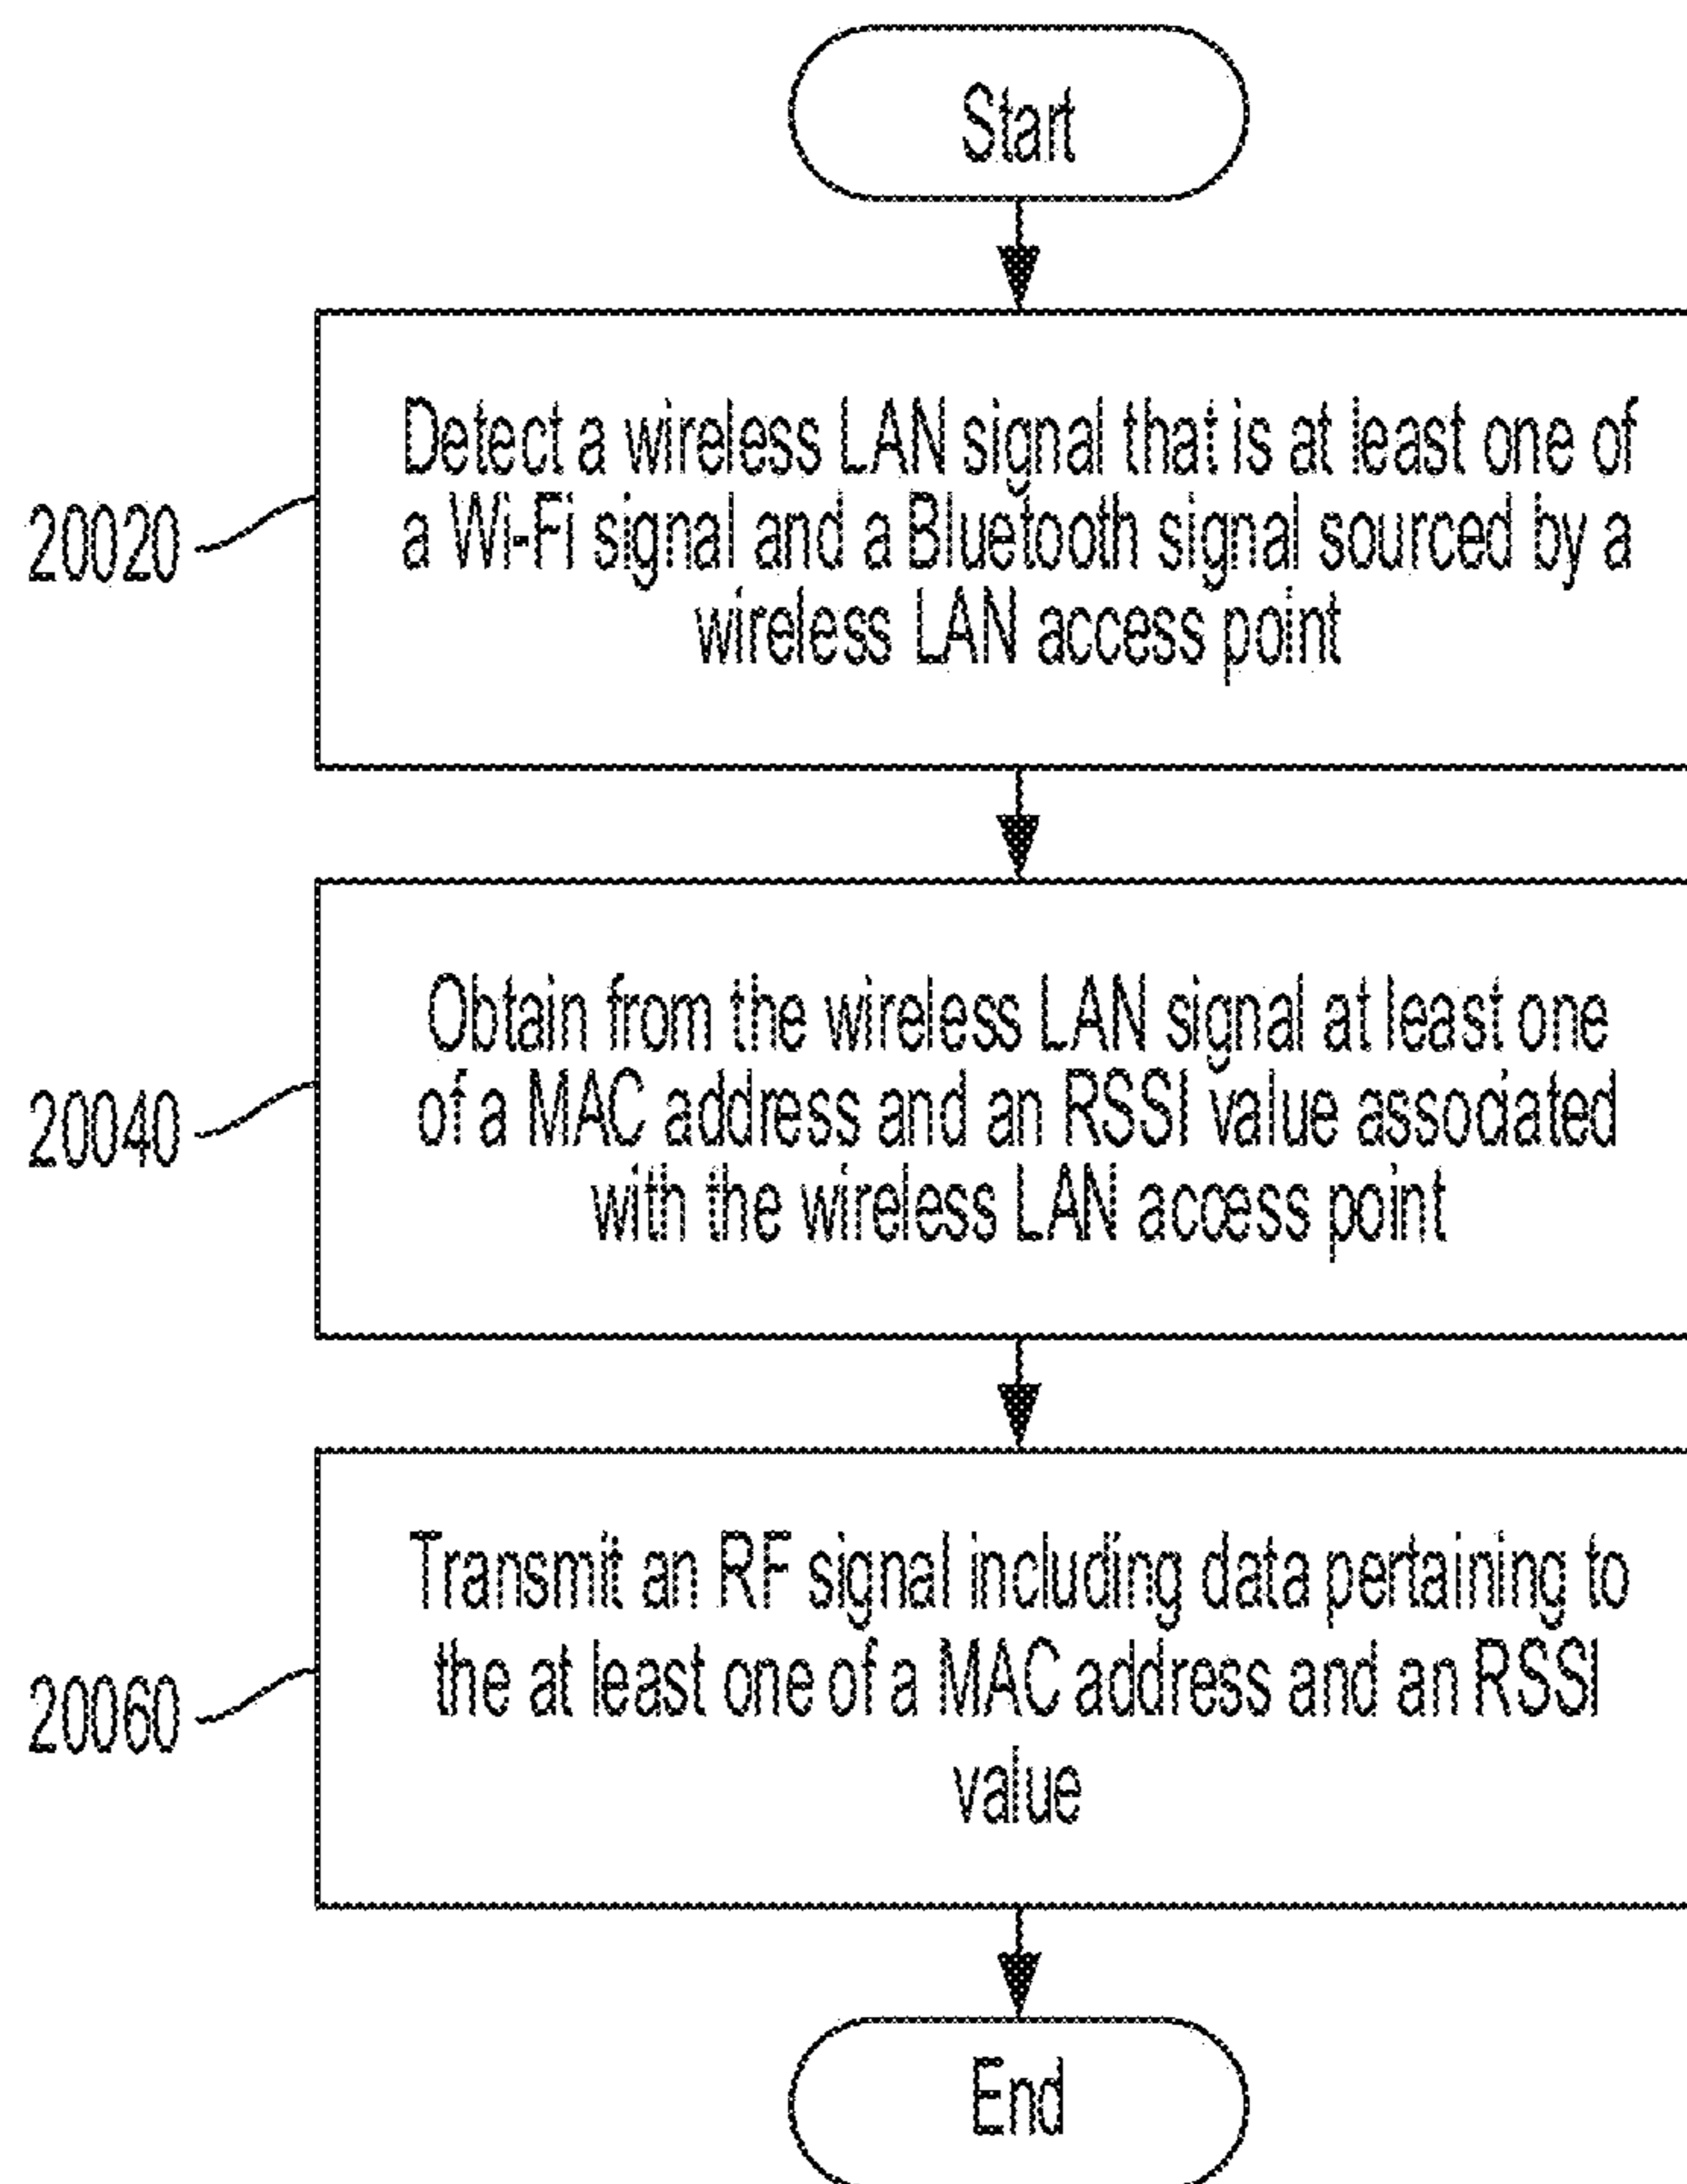 Start
Detect a wireless LAN signal that is at least one of
a Wi-Fi signal and a Bluetooth signal sourced by a
wireless LAN access point
20020
Obtain from the wireless LAN signal at least one
of a MAC address and an RSSI value associated
with the wireless LAN access point
20040
Transmit an RF signal including data pertaining to
the at least one of a MAC address and an RSSI
value
20060
End